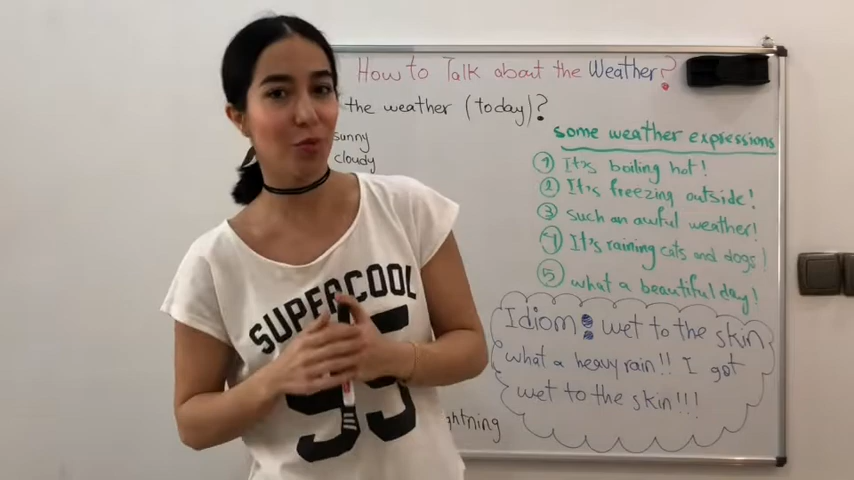 How to Talk about the Weather?
the weather (today)?
sunny
cloudy
some weather expressions
1 It's boiling hot!
2 It's freezing outside!
3 such an awful weather!
4 It's raining cats and dogs!
5 what a beautiful day!
Idiom: wet to the skin
what a heavy rain!! I got
wet to the skin!!!
lightning
SUPERCOOL
95